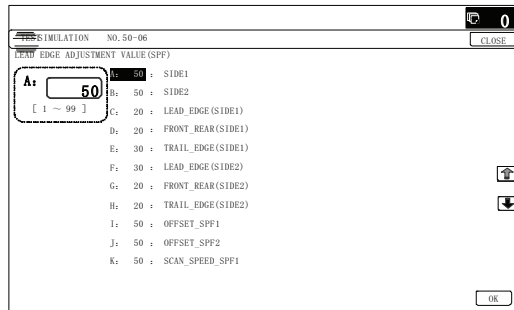 0
TEST SIMULATION NO.50-06
CLOSE
LEAD EDGE ADJUSTMENT VALUE(SPF)
A: 50
[ 1 ~ 99 ]
A: 50 : SIDE1
B: 50 : SIDE2
C: 20 : LEAD_EDGE(SIDE1)
D: 20 : FRONT_REAR(SIDE1)
E: 30 : TRAIL_EDGE(SIDE1)
F: 30 : LEAD_EDGE(SIDE2)
G: 20 : FRONT_REAR(SIDE2)
H: 20 : TRAIL_EDGE(SIDE2)
I: 50 : OFFSET_SPF1
J: 50 : OFFSET_SPF2
K: 50 : SCAN_SPEED_SPF1
OK